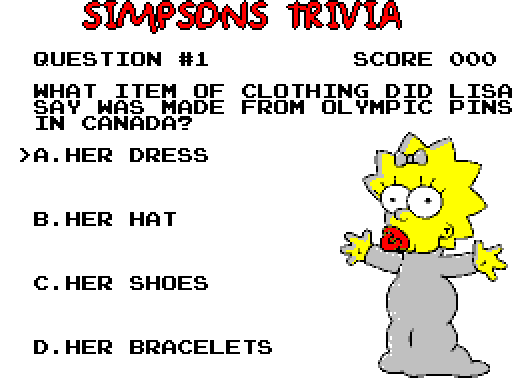 SIMPSONS TRIVIA
QUESTION #1 SCORE 000
WHAT ITEM OF CLOTHING DID LISA
SAY WAS MADE FROM OLYMPIC PINS
IN CANADA?
>A.HER DRESS
B.HER HAT
C.HER SHOES
D.HER BRACELETS